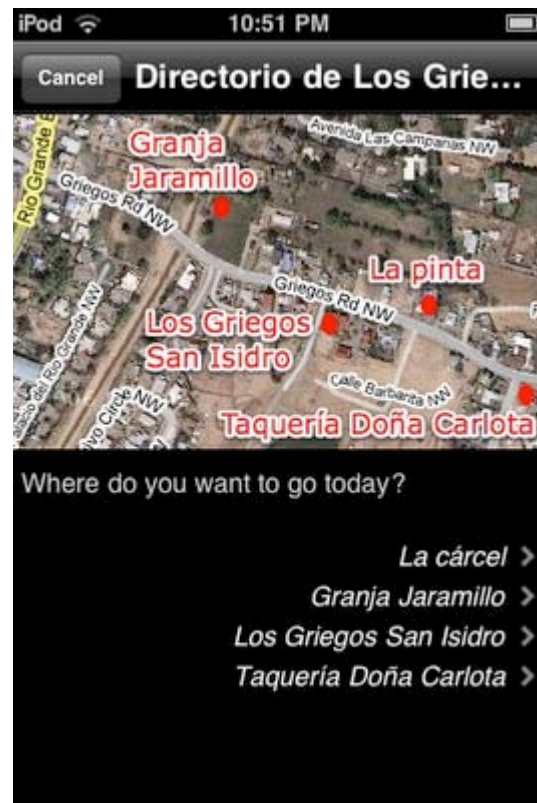 iPod 10:51 PM
Cancel Directorio de Los Grie...
Avenida Las Campanas NW
Granja
Jaramillo
Rio Grande B
Griegos Rd NW
La pinta
Griegos Rd NW
Los Griegos
San Isidro
Calle Barbarita NW
Taquería Doña Carlota
Where do you want to go today?
La cárcel >
Granja Jaramillo >
Los Griegos San Isidro >
Taquería Doña Carlota >